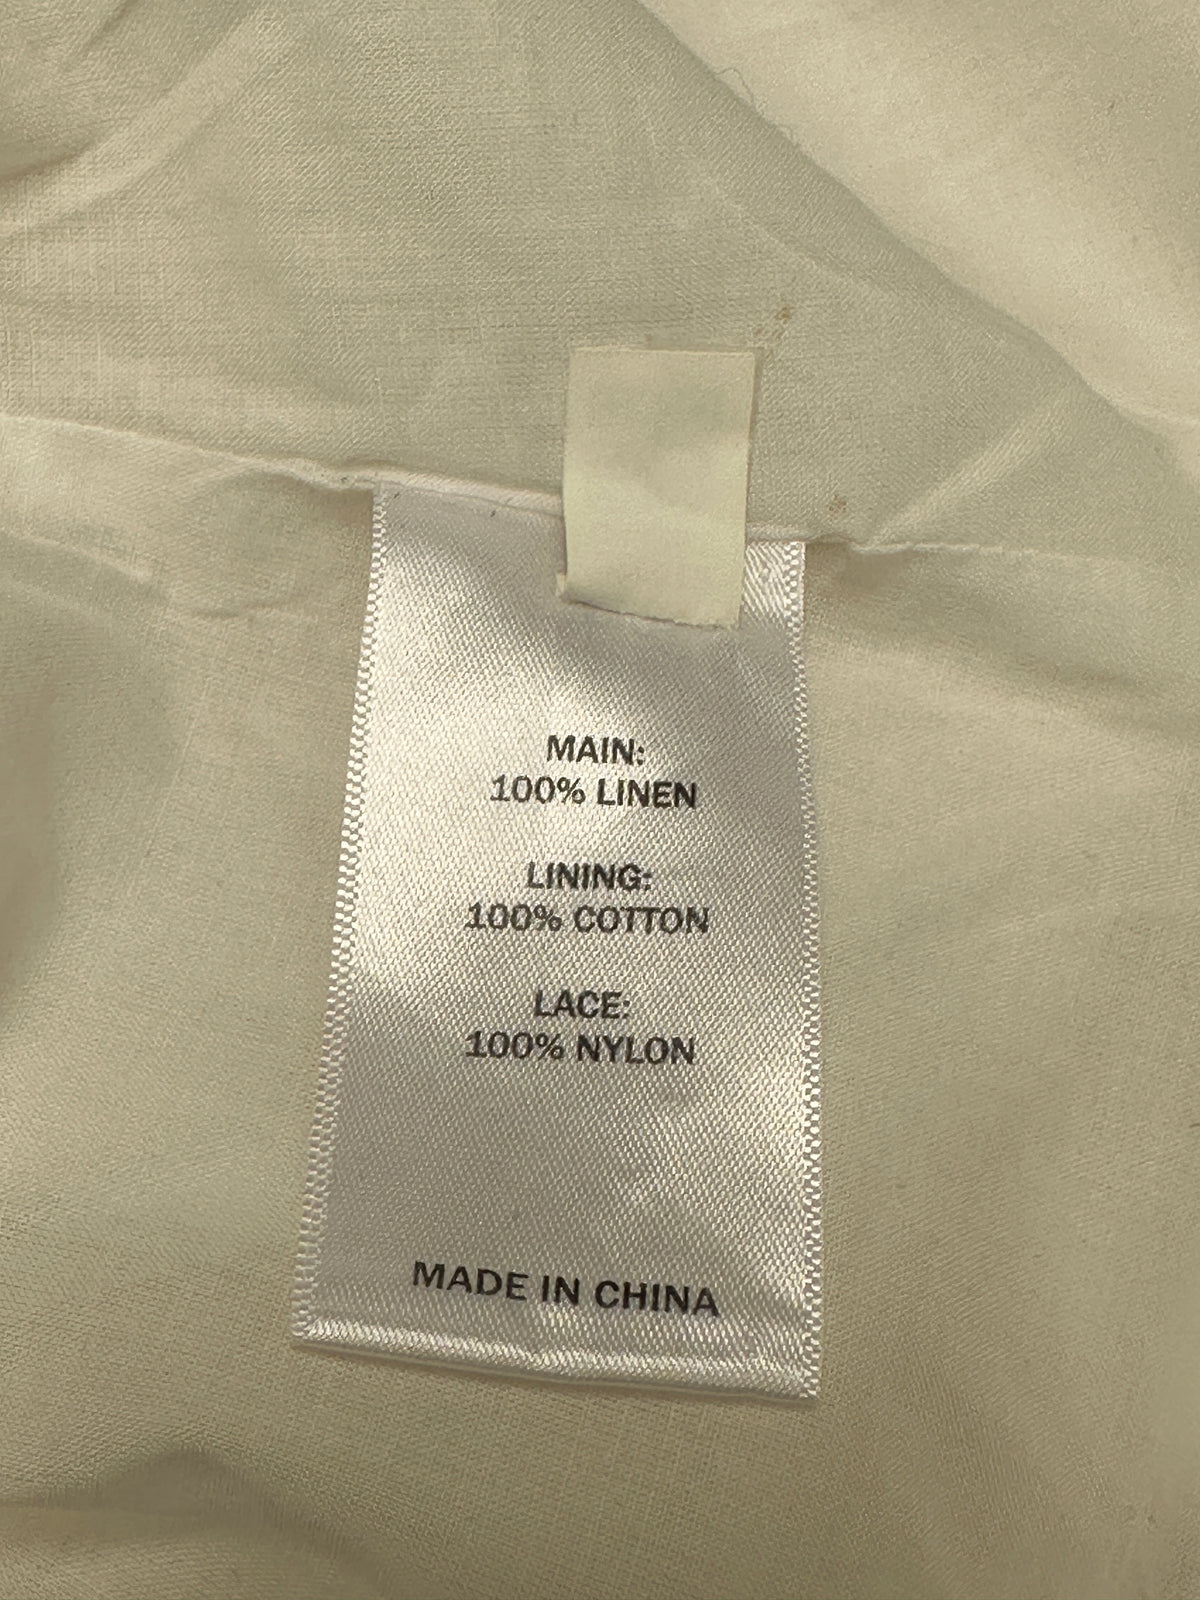 MAIN:
100% LINEN
LINING:
100% COTTON
LACE:
100% NYLON
MADE IN CHINA